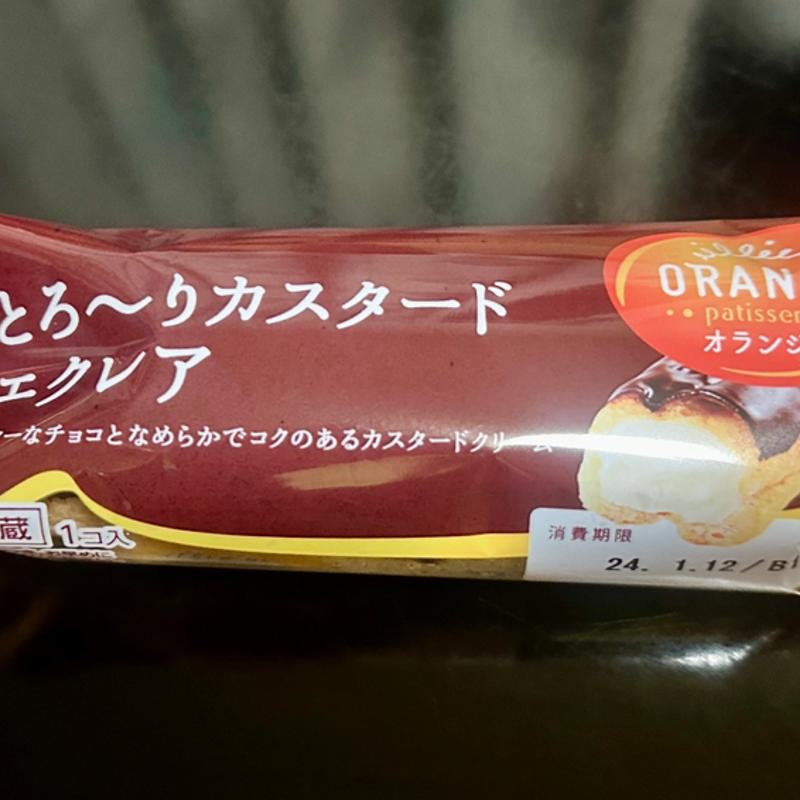 とろ〜りカスタード
エクレア
ーなチョコとなめらかでコクのあるカスタードクリーム
ORAN
patisser
オランジ
蔵 1コ入
消費期限
24. 1.12/B